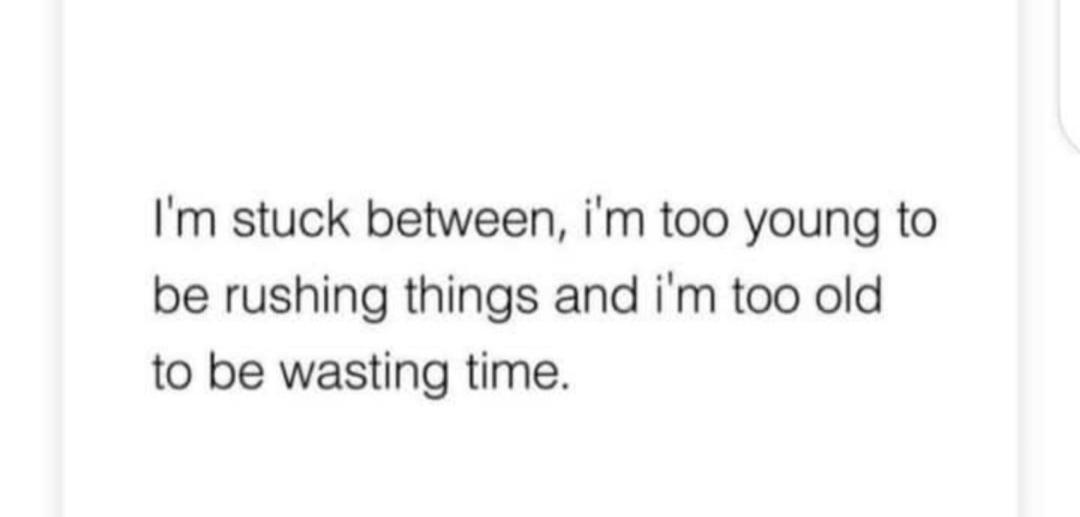 I'm stuck between, i'm too young to
be rushing things and i'm too old
to be wasting time.